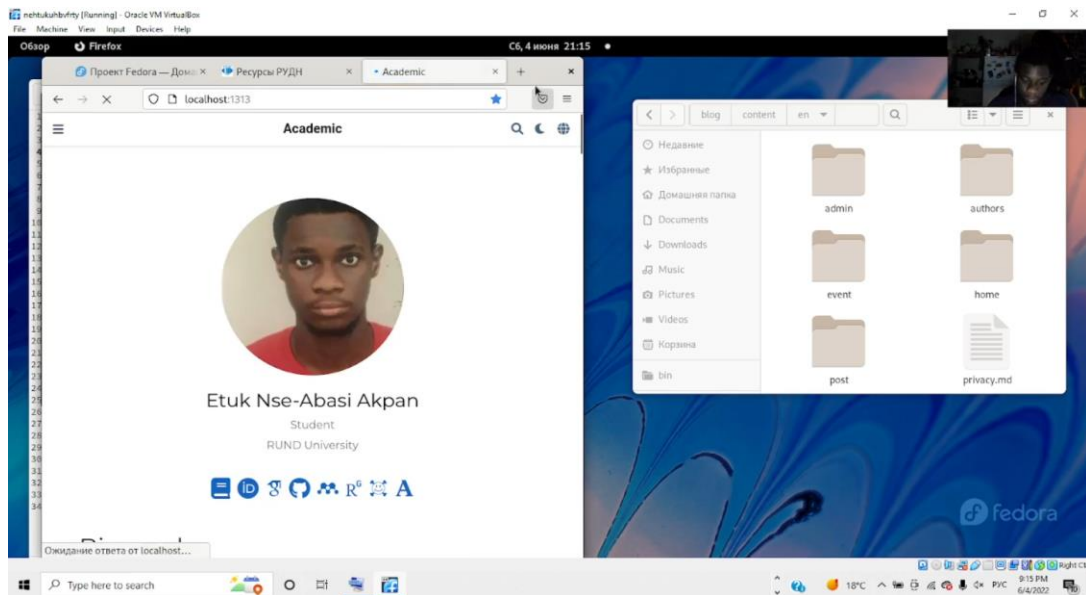 nehtukuhbvfrty [Running] - Oracle VM VirtualBox
File Machine View Input Devices Help
Обзор Firefox Сб, 4 июня 21:15
Проект Fedora — Дома
Ресурсы РУДН
Academic
localhost:1313
Academic
Etuk Nse-Abasi Akpan
Student
RUND University
Ожидание ответа от localhost...
blog content en
Недавние
Избранные
Домашняя папка
Documents
Downloads
Music
Pictures
Videos
Корзина
bin
admin authors
event home
post privacy.md
fedora
Type here to search
18°C
РУС
9:15 PM
6/4/2022